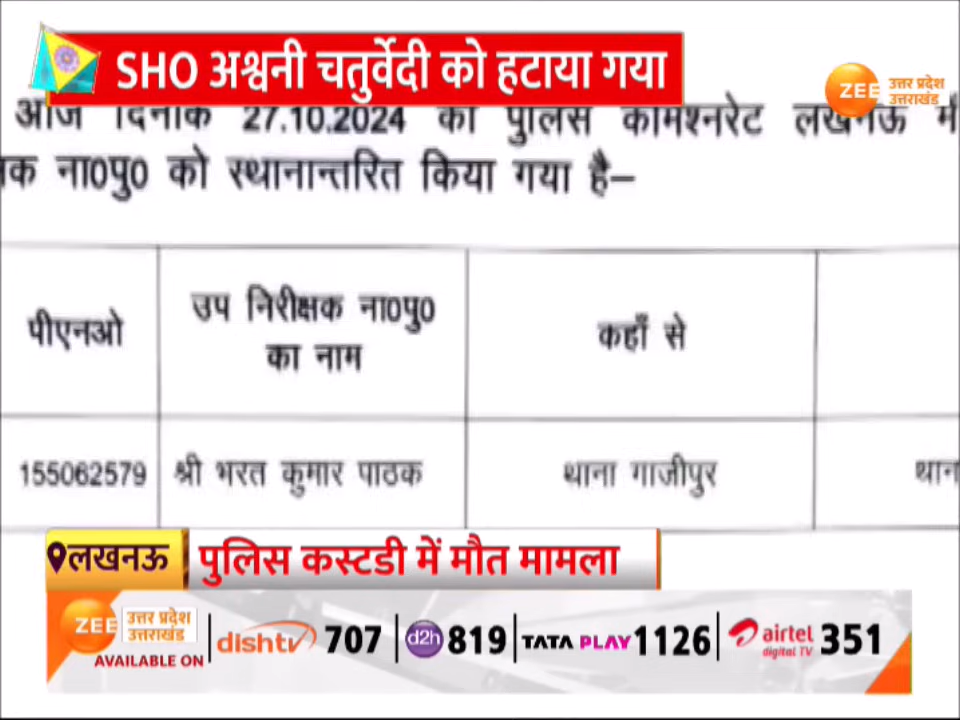 SHO अश्वनी चतुर्वेदी को हटाया गया
ZEE उत्तर प्रदेश
उत्तराखंड
आज दिनांक 27.10.2024 को पुलिस कमिश्नरेट लखनऊ में
ना0पु0 को स्थानान्तरित किया गया है–
पीएनओ
उप निरीक्षक ना0पु0
का नाम
कहाँ से
155062579 श्री भरत कुमार पाठक थाना गाजीपुर
लखनऊ पुलिस कस्टडी में मौत मामला
ZEE उत्तर प्रदेश
उत्तराखंड
AVAILABLE ON
dishtv 707
d2h 819
TATA PLAY 1126
airtel
digital TV
351